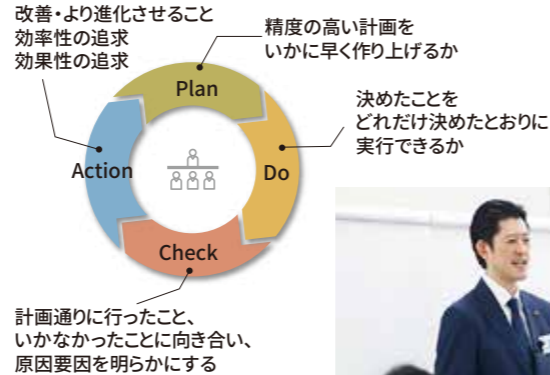 改善・より進化させること
効率性の追求
効果性の追求
精度の高い計画を
いかに早く作り上げるか
Plan
決めたことを
どれだけ決めたとおりに
実行できるか
Action
Do
Check
計画通りに行ったこと、
いかなかったことに向き合い、
原因要因を明らかにする